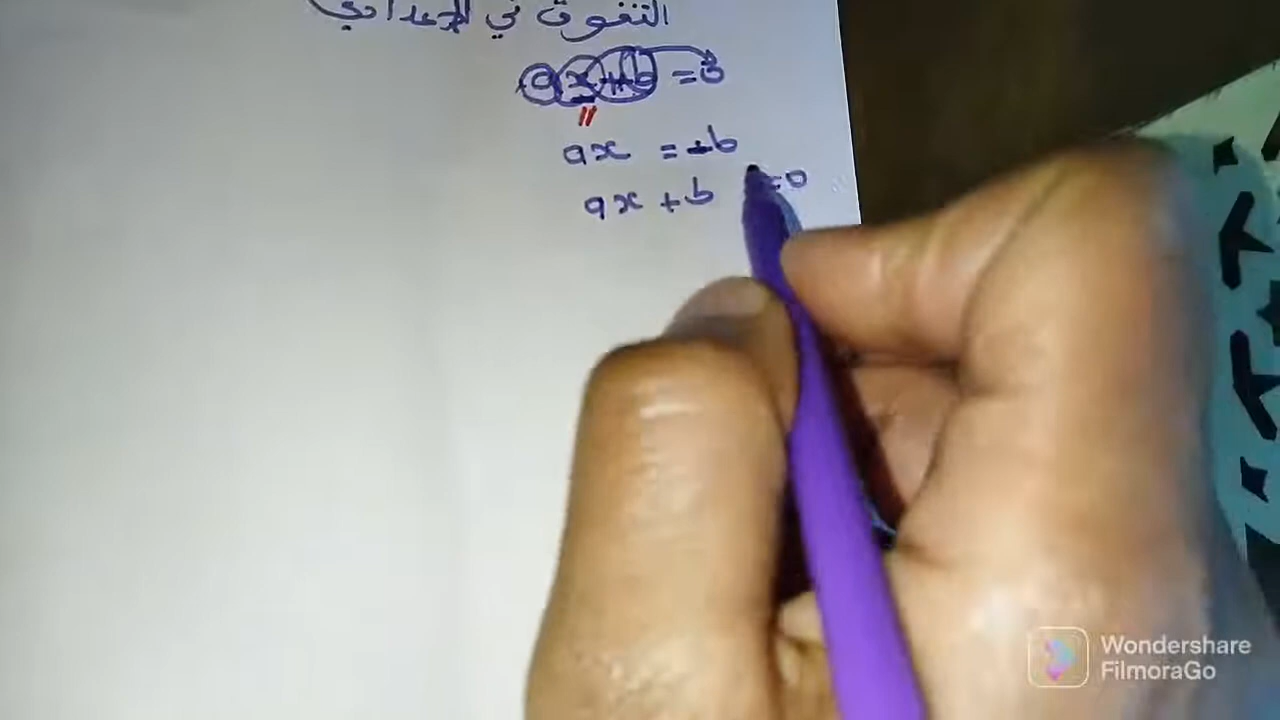 التفوق في الإعدادي
ax+b =0
ax = -b
ax +b =0
Wondershare
FilmoraGo